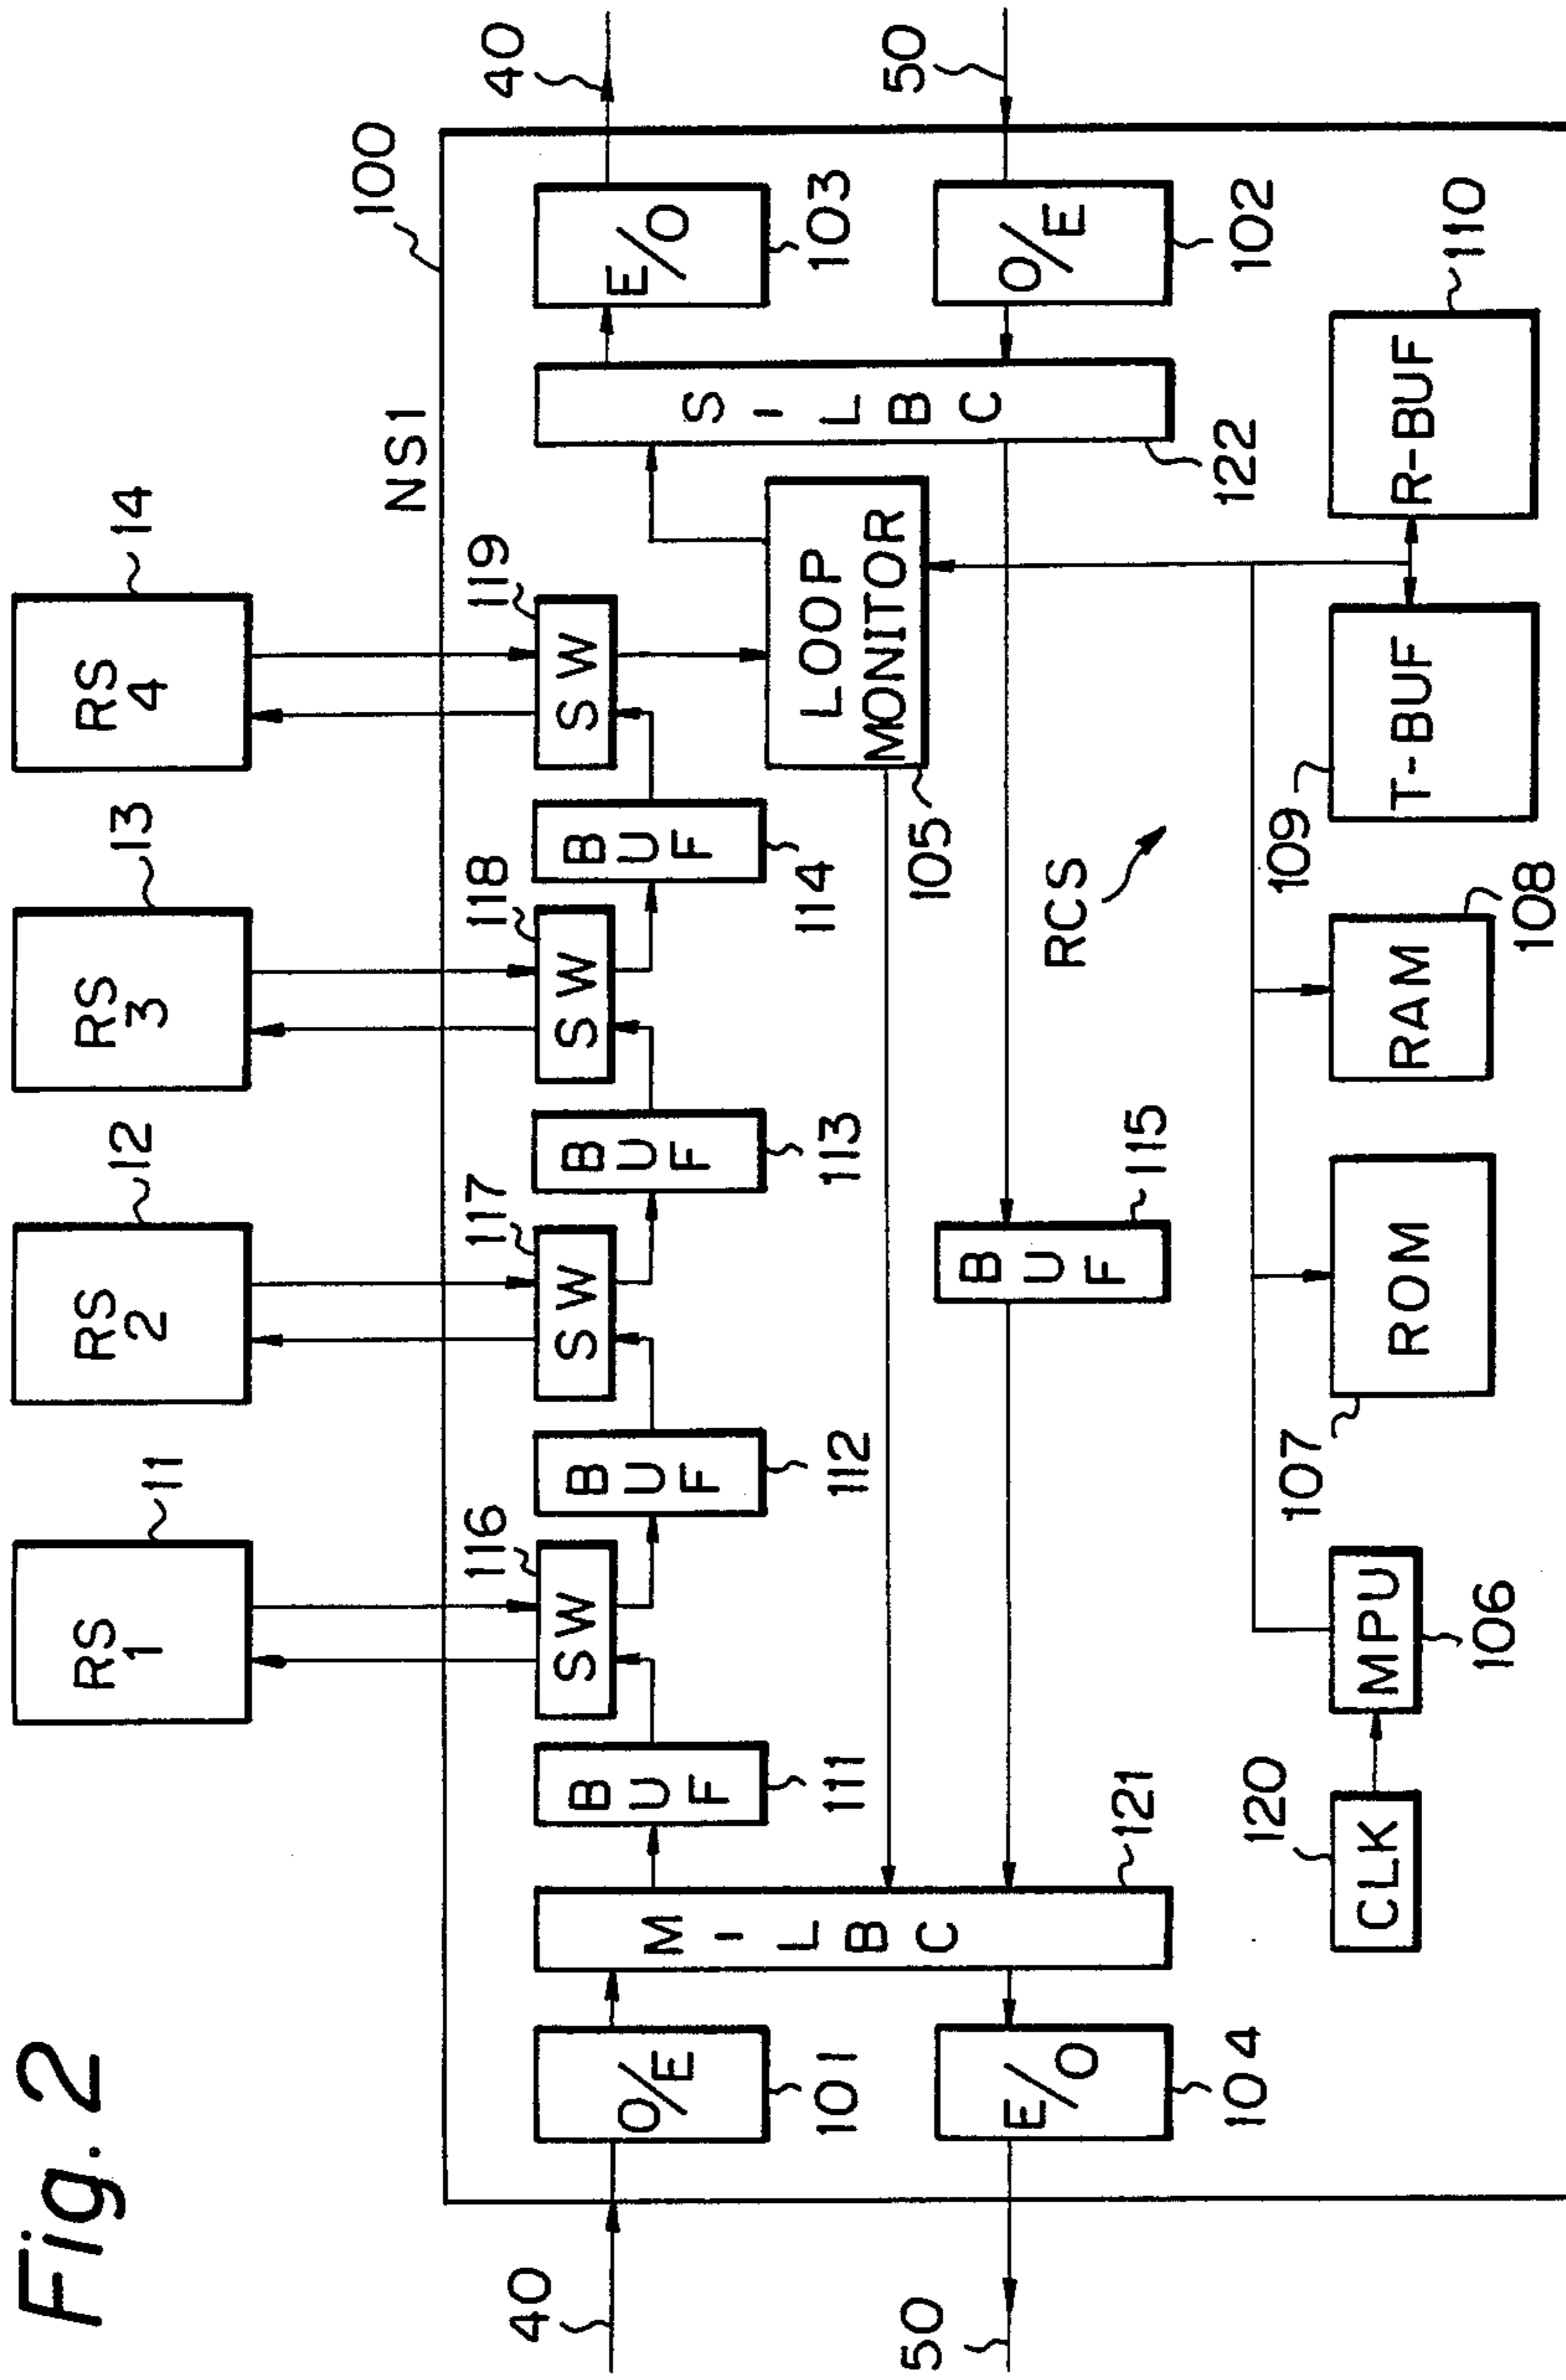 Fig. 2
RS
1
11
RS
2
12
RS
3
13
RS
4
14
NS1
100
40
O/E
101
MILBC
121
BUF
111
SW
116
BUF
112
SW
117
BUF
113
SW
118
BUF
114
SW
119
LOOP
MONITOR
105
SILBC
122
E/O
103
40
50
E/O
104
BUF
115
O/E
102
50
RCS
CLK
120
MPU
106
ROM
107
RAM
108
T-BUF
109
R-BUF
110